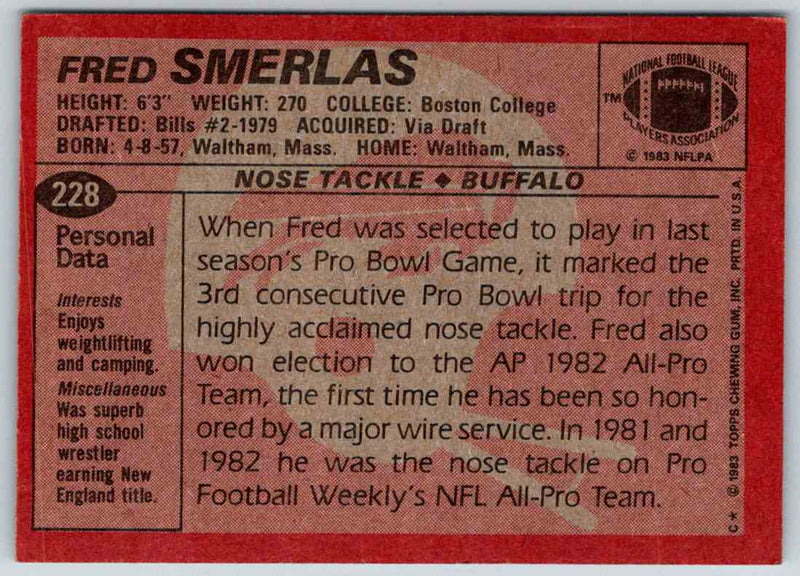 FRED SMERLAS
HEIGHT: 6'3" WEIGHT: 270 COLLEGE: Boston College
DRAFTED: Bills #2-1979 ACQUIRED: Via Draft
BORN: 4-8-57, Waltham, Mass. HOME: Waltham, Mass.
NATIONAL FOOTBALL LEAGUE
TM
PLAYERS ASSOCIATION
© 1983 NFLPA
228
NOSE TACKLE ◆ BUFFALO
Personal
Data
Interests
Enjoys
weightlifting
and camping.
Miscellaneous
Was superb
high school
wrestler
earning New
England title.
When Fred was selected to play in last
season's Pro Bowl Game, it marked the
3rd consecutive Pro Bowl trip for the
highly acclaimed nose tackle. Fred also
won election to the AP 1982 All-Pro
Team, the first time he has been so hon-
ored by a major wire service. In 1981 and
1982 he was the nose tackle on Pro
Football Weekly's NFL All-Pro Team.
C* © 1983 TOPPS CHEWING GUM, INC. PRTD. IN U.S.A.